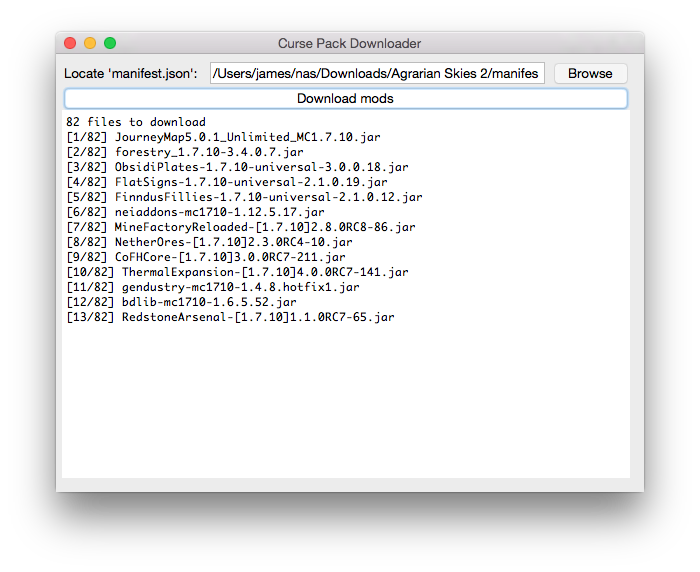 Curse Pack Downloader
Locate 'manifest.json': /Users/james/nas/Downloads/Agrarian Skies 2/manifes Browse
Download mods
82 files to download
[1/82] JourneyMap5.0.1_Unlimited_MC1.7.10.jar
[2/82] forestry_1.7.10-3.4.0.7.jar
[3/82] ObsidiPlates-1.7.10-universal-3.0.0.18.jar
[4/82] FlatSigns-1.7.10-universal-2.1.0.19.jar
[5/82] FinndusFillies-1.7.10-universal-2.1.0.12.jar
[6/82] neiaddons-mc1710-1.12.5.17.jar
[7/82] MineFactoryReloaded-[1.7.10]2.8.0RC8-86.jar
[8/82] NetherOres-[1.7.10]2.3.0RC4-10.jar
[9/82] CoFHCore-[1.7.10]3.0.0RC7-211.jar
[10/82] ThermalExpansion-[1.7.10]4.0.0RC7-141.jar
[11/82] gendustry-mc1710-1.4.8.hotfix1.jar
[12/82] bdlib-mc1710-1.6.5.52.jar
[13/82] RedstoneArsenal-[1.7.10]1.1.0RC7-65.jar